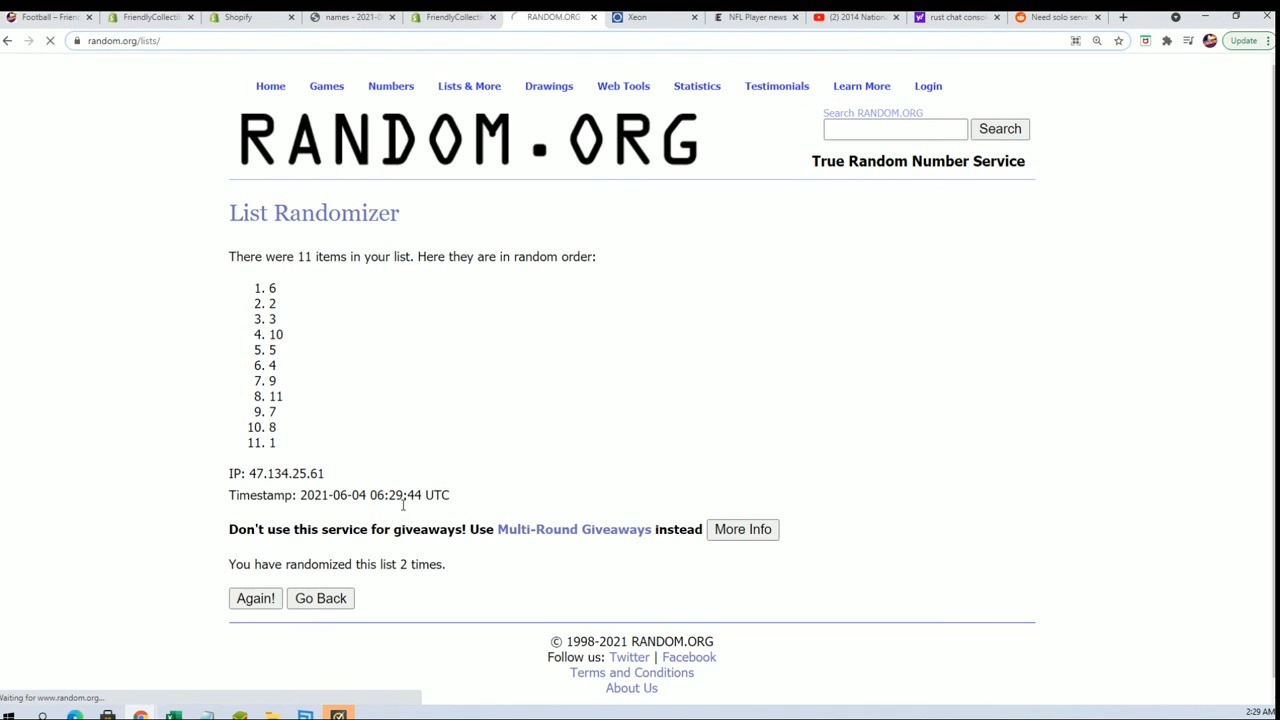 Football – Frien
FriendlyCollecti
Shopify
names - 2021-0
FriendlyCollecti
RANDOM.ORG
Xeon
NFL Player news
(2) 2014 Nation
rust chat conso
Need solo serve
random.org/lists/
Update
Home Games Numbers Lists & More Drawings Web Tools Statistics Testimonials Learn More Login
RANDOM.ORG
Search RANDOM.ORG
Search
True Random Number Service
List Randomizer
There were 11 items in your list. Here they are in random order:
1. 6
2. 2
3. 3
4. 10
5. 5
6. 4
7. 9
8. 11
9. 7
10. 8
11. 1
IP: 47.134.25.61
Timestamp: 2021-06-04 06:29:44 UTC
Don't use this service for giveaways! Use Multi-Round Giveaways instead More Info
You have randomized this list 2 times.
Again! Go Back
© 1998-2021 RANDOM.ORG
Follow us: Twitter | Facebook
Terms and Conditions
About Us
Waiting for www.random.org...
2:29 AM